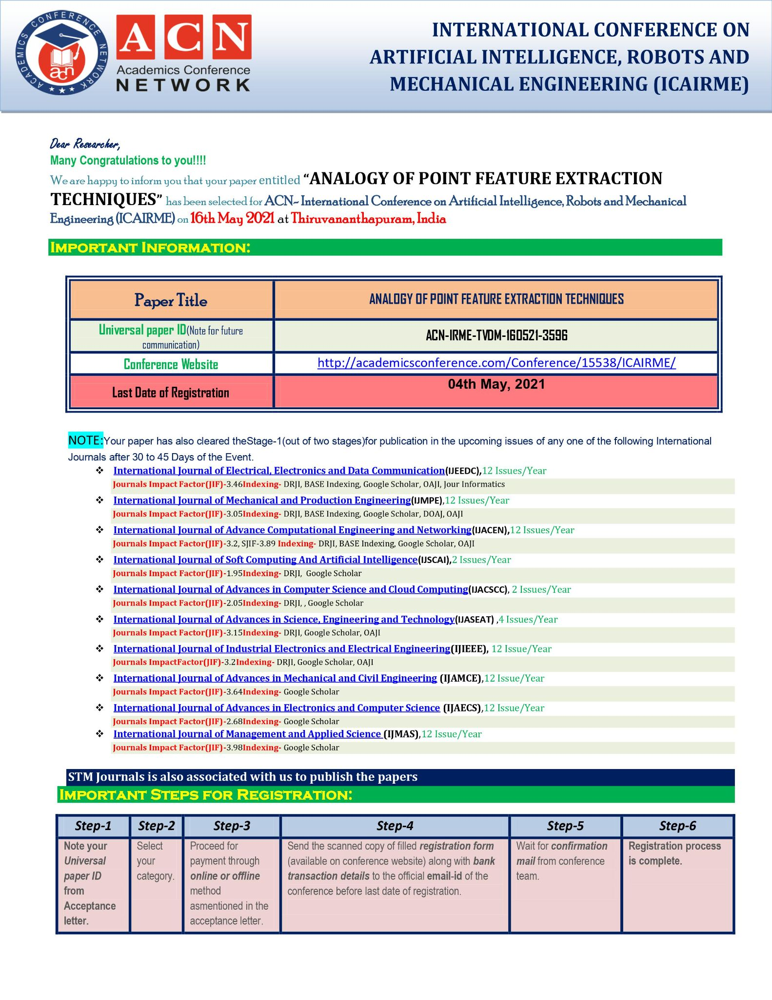 ACADEMICS CONFERENCE NETWORK
acn
ACN
Academics Conference
NETWORK
INTERNATIONAL CONFERENCE ON
ARTIFICIAL INTELLIGENCE, ROBOTS AND
MECHANICAL ENGINEERING (ICAIRME)
Dear Researcher,
Many Congratulations to you!!!!
We are happy to inform you that your paper entitled “ANALOGY OF POINT FEATURE EXTRACTION
TECHNIQUES” has been selected for ACN- International Conference on Artificial Intelligence, Robots and Mechanical
Engineering (ICAIRME) on 16th May 2021 at Thiruvananthapuram, India
IMPORTANT INFORMATION:
Paper Title
ANALOGY OF POINT FEATURE EXTRACTION TECHNIQUES
Universal paper ID(Note for future
communication)
ACN-IRME-TVDM-160521-3596
Conference Website
http://academicsconference.com/Conference/15538/ICAIRME/
Last Date of Registration
04th May, 2021
NOTE:Your paper has also cleared theStage-1(out of two stages)for publication in the upcoming issues of any one of the following International
Journals after 30 to 45 Days of the Event.
❖ International Journal of Electrical, Electronics and Data Communication(IJEEDC),12 Issues/Year
Journals Impact Factor(JIF)-3.46Indexing- DRJI, BASE Indexing, Google Scholar, OAJI, Jour Informatics
❖ International Journal of Mechanical and Production Engineering(IJMPE),12 Issues/Year
Journals Impact Factor(JIF)-3.05Indexing- DRJI, BASE Indexing, Google Scholar, DOAJ, OAJI
❖ International Journal of Advance Computational Engineering and Networking(IJACEN),12 Issues/Year
Journals Impact Factor(JIF)-3.2, SJIF-3.89 Indexing- DRJI, BASE Indexing, Google Scholar, OAJI
❖ International Journal of Soft Computing And Artificial Intelligence(IJSCAI),2 Issues/Year
Journals Impact Factor(JIF)-1.95Indexing- DRJI,  Google Scholar
❖ International Journal of Advances in Computer Science and Cloud Computing(IJACSCC), 2 Issues/Year
Journals Impact Factor(JIF)-2.05Indexing- DRJI, , Google Scholar
❖ International Journal of Advances in Science, Engineering and Technology(IJASEAT) ,4 Issues/Year
Journals Impact Factor(JIF)-3.15Indexing- DRJI, Google Scholar, OAJI
❖ International Journal of Industrial Electronics and Electrical Engineering(IJIEEE), 12 Issue/Year
Journals ImpactFactor(JIF)-3.2Indexing- DRJI, Google Scholar, OAJI
❖ International Journal of Advances in Mechanical and Civil Engineering (IJAMCE),12 Issue/Year
Journals Impact Factor(JIF)-3.64Indexing- Google Scholar
❖ International Journal of Advances in Electronics and Computer Science (IJAECS),12 Issue/Year
Journals Impact Factor(JIF)-2.68Indexing- Google Scholar
❖ International Journal of Management and Applied Science (IJMAS),12 Issue/Year
Journals Impact Factor(JIF)-3.98Indexing- Google Scholar
STM Journals is also associated with us to publish the papers
IMPORTANT STEPS FOR REGISTRATION:
Step-1
Step-2
Step-3
Step-4
Step-5
Step-6
Note your
Universal
paper ID
from
Acceptance
letter.
Select
your
category.
Proceed for
payment through
online or offline
method
asmentioned in the
acceptance letter.
Send the scanned copy of filled registration form
(available on conference website) along with bank
transaction details to the official email-id of the
conference before last date of registration.
Wait for confirmation
mail from conference
team.
Registration process
is complete.